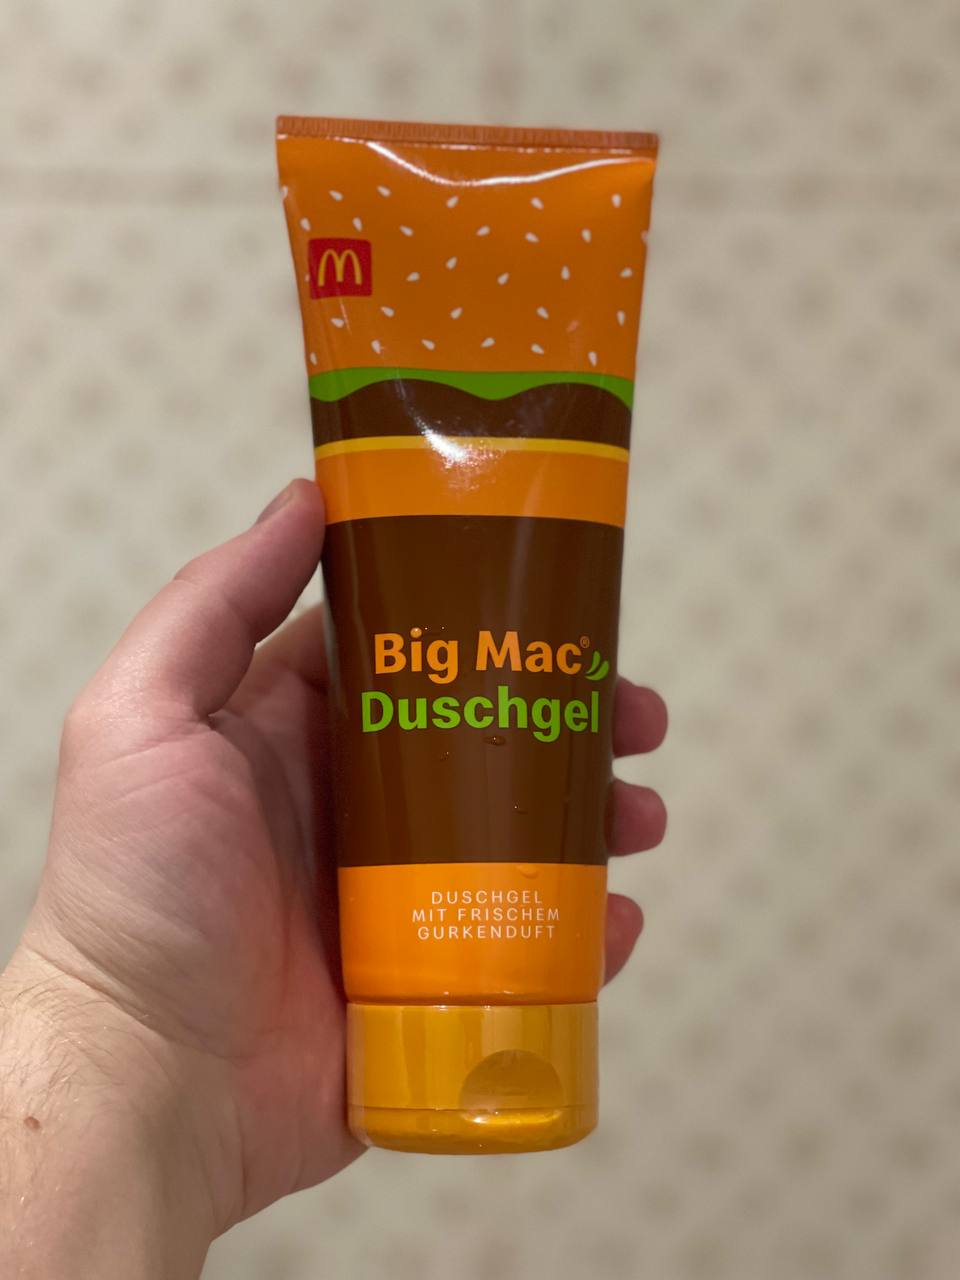 Big Mac®
Duschgel
DUSCHGEL
MIT FRISCHEM
GURKENDUFT